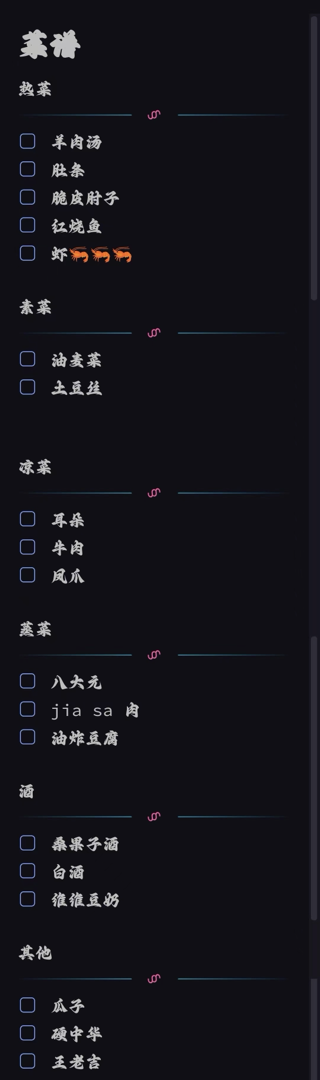 菜谱
热菜
羊肉汤
肚条
脆皮肘子
红烧鱼
虾🦐🦐🦐
素菜
油麦菜
土豆丝
凉菜
耳朵
牛肉
凤爪
蒸菜
八大元
jia sa 肉
油炸豆腐
酒
桑果子酒
白酒
维维豆奶
其他
瓜子
硬中华
王老吉